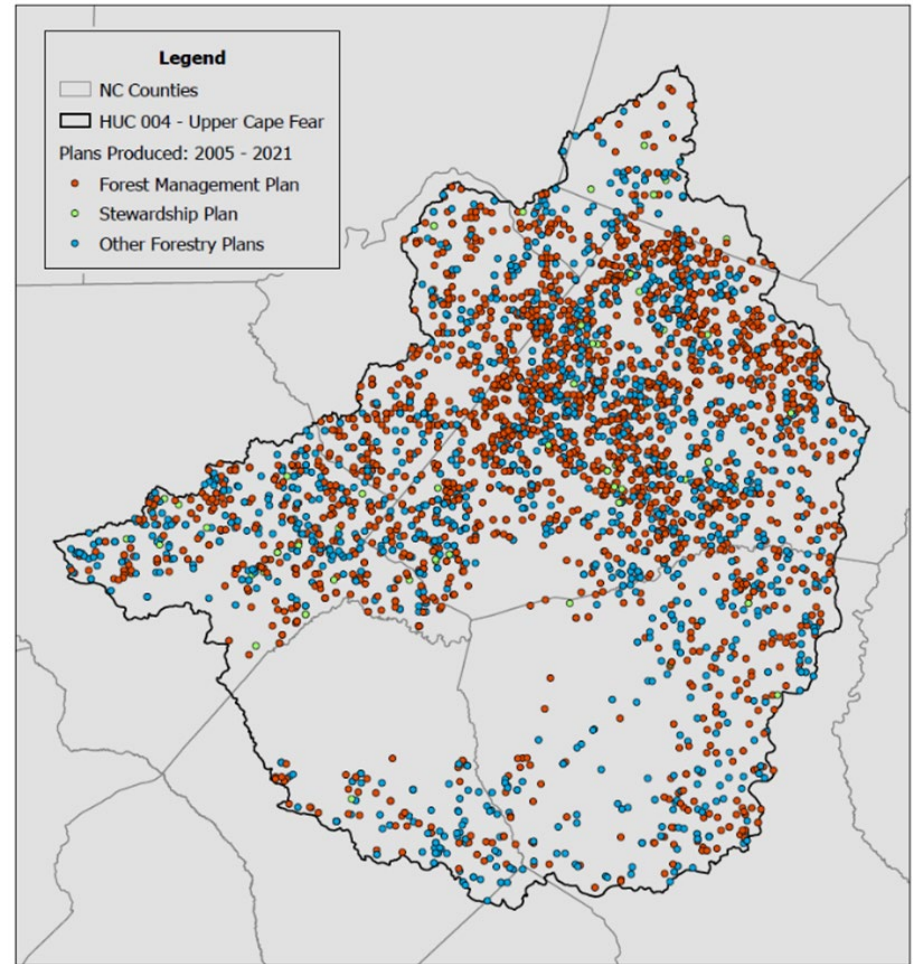 Legend
NC Counties
HUC 004 - Upper Cape Fear
Plans Produced: 2005 - 2021
Forest Management Plan
Stewardship Plan
Other Forestry Plans